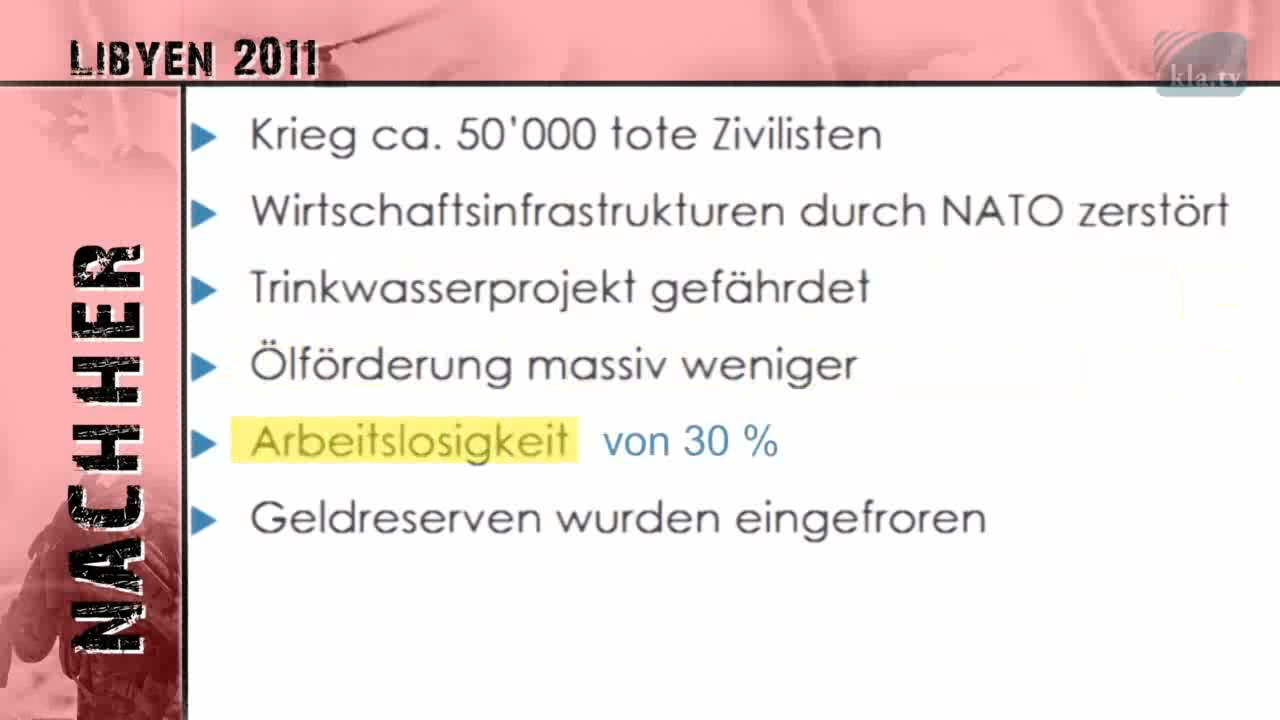 LIBYEN 2011
kla.tv
NACHHER
Krieg ca. 50'000 tote Zivilisten
Wirtschaftsinfrastrukturen durch NATO zerstört
Trinkwasserprojekt gefährdet
Ölförderung massiv weniger
Arbeitslosigkeit von 30 %
Geldreserven wurden eingefroren